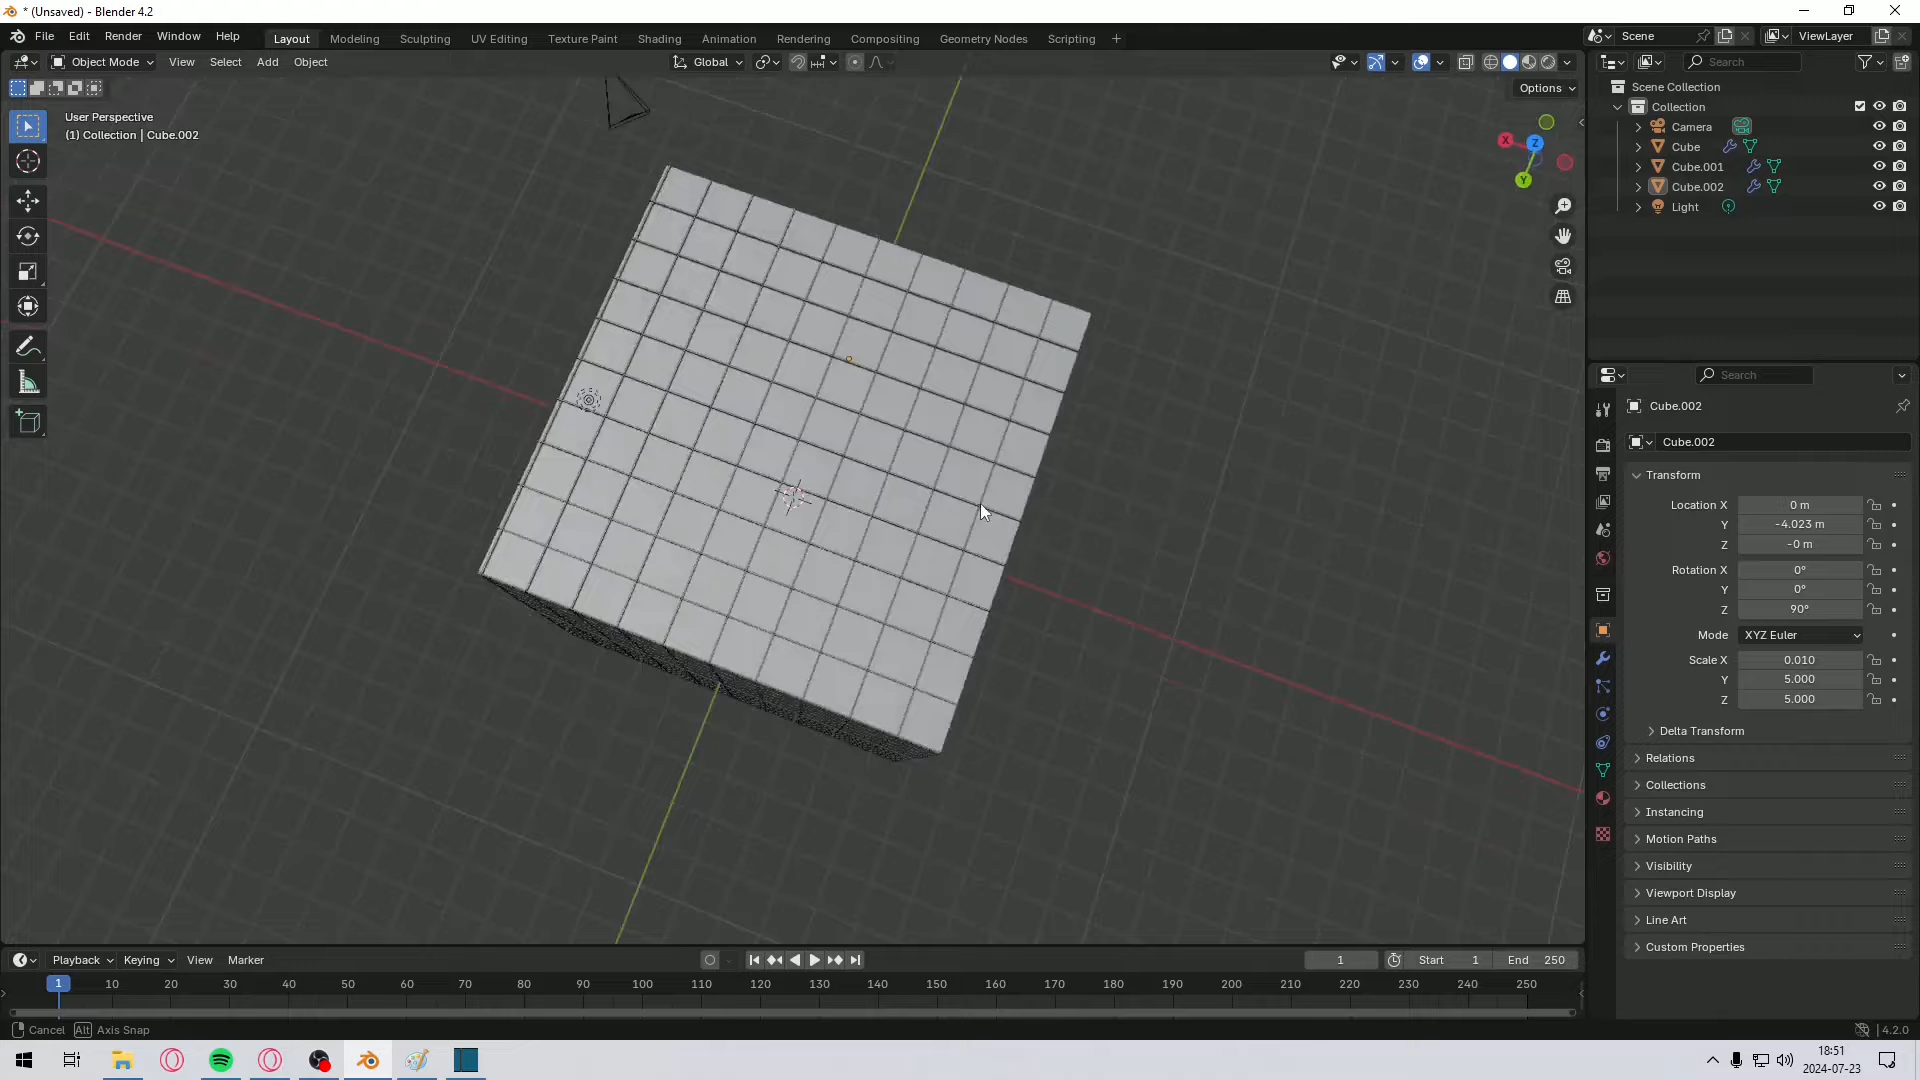 * (Unsaved) - Blender 4.2
File Edit Render Window Help
Layout Modeling Sculpting UV Editing Texture Paint Shading Animation Rendering Compositing Geometry Nodes Scripting +
Scene ViewLayer
Object Mode View Select Add Object Global
Search
Options
User Perspective
(1) Collection | Cube.002
X
Z
Y
Scene Collection
Collection
Camera
Cube
Cube.001
Cube.002
Light
Search
Cube.002
Cube.002
Transform
Location X 0 m
Y -4.023 m
Z -0 m
Rotation X 0°
Y 0°
Z 90°
Mode XYZ Euler
Scale X 0.010
Y 5.000
Z 5.000
Delta Transform
Relations
Collections
Instancing
Motion Paths
Visibility
Viewport Display
Line Art
Custom Properties
Playback Keying View Marker 1 Start 1 End 250
1 10 20 30 40 50 60 70 80 90 100 110 120 130 140 150 160 170 180 190 200 210 220 230 240 250
Cancel Alt Axis Snap 4.2.0
18:51
2024-07-23